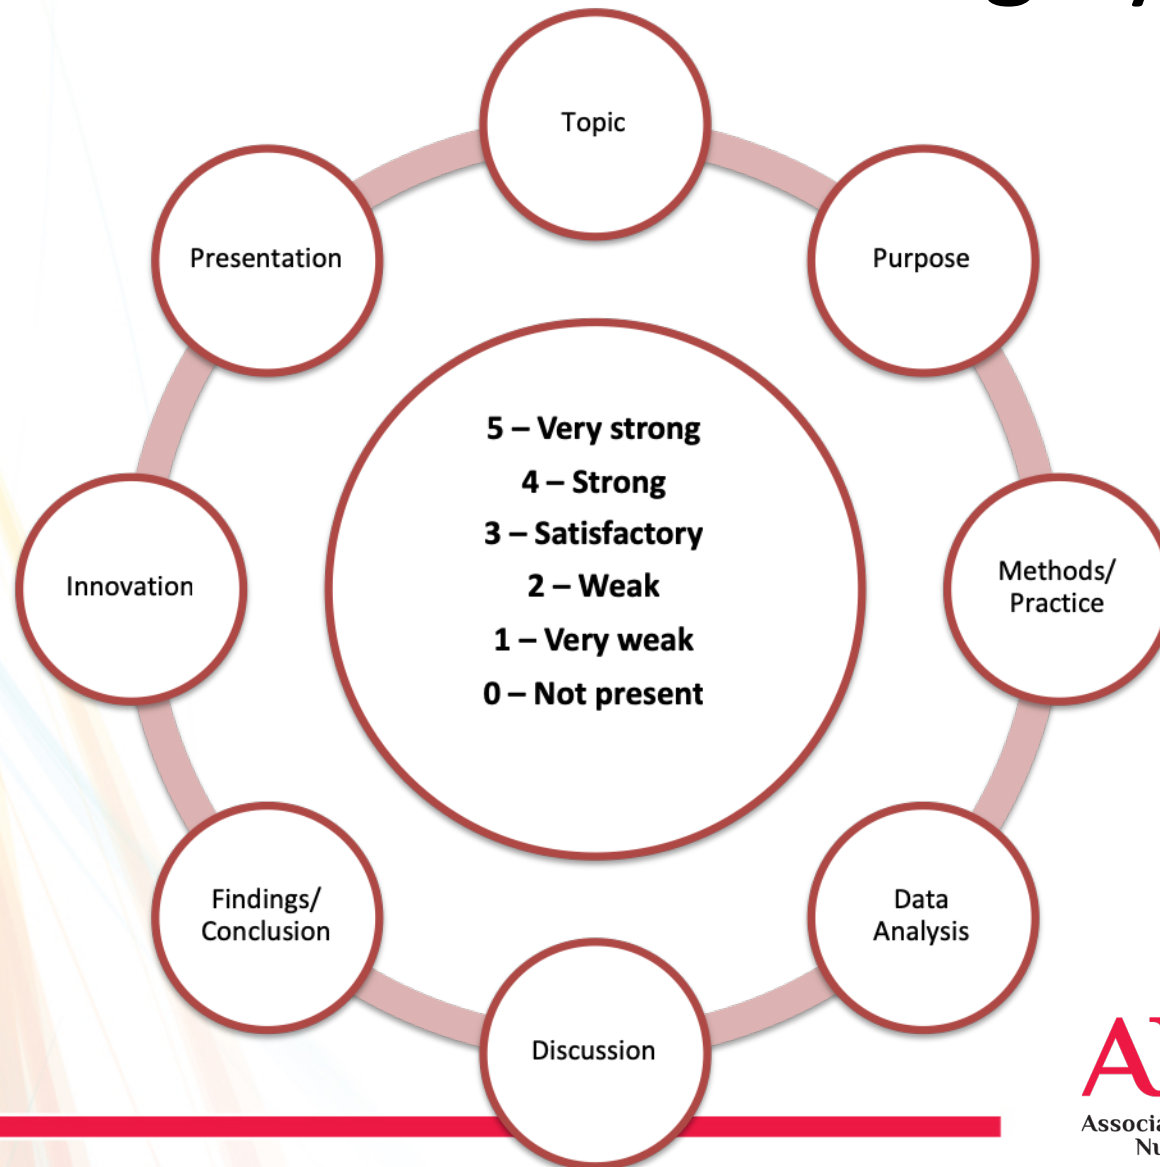 Topic
Purpose
Methods/
Practice
Data
Analysis
Discussion
Findings/
Conclusion
Innovation
Presentation
5 – Very strong
4 – Strong
3 – Satisfactory
2 – Weak
1 – Very weak
0 – Not present